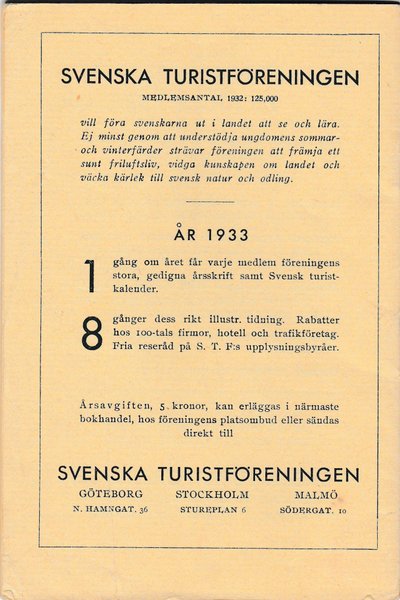 SVENSKA TURISTFÖRENINGEN
MEDLEMSANTAL 1932: 125,000
vill föra svenskarna ut i landet att se och lära.
Ej minst genom att understödja ungdomens sommar-
och vinterfärder strävar föreningen att främja ett
sunt friluftsliv, vidga kunskapen om landet och
väcka kärlek till svensk natur och odling.
ÅR 1933
1 gång om året får varje medlem föreningens
stora, gedigna årsskrift samt Svensk turist-
kalender.
8 gånger dess rikt illustr. tidning. Rabatter
hos 100-tals firmor, hotell och trafikföretag.
Fria reseråd på S. T. F:s upplysningsbyråer.
Årsavgiften, 5 kronor, kan erläggas i närmaste
bokhandel, hos föreningens platsombud eller sändas
direkt till
SVENSKA TURISTFÖRENINGEN
GÖTEBORG STOCKHOLM MALMÖ
N. HAMNGAT. 36 STUREPLAN 6 SÖDERGAT. 10